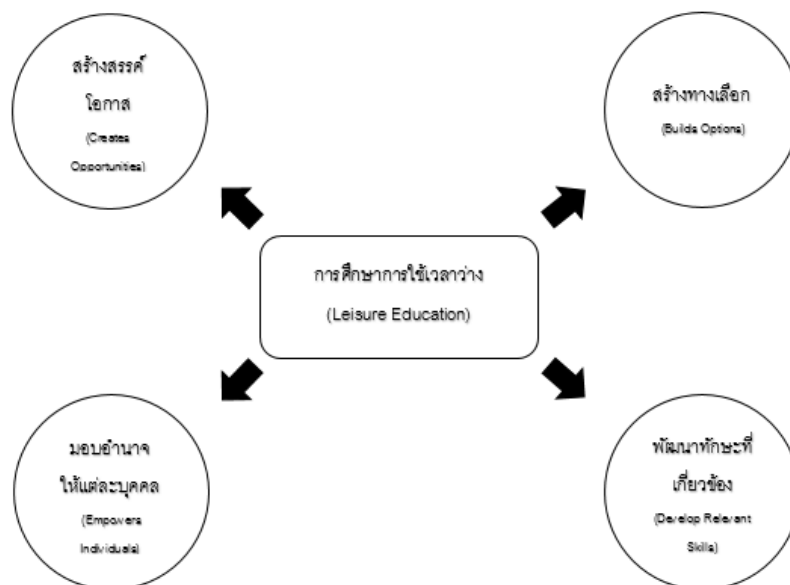 สร้างสรรค์
โอกาส
(Creates
Opportunities)
สร้างทางเลือก
(Builds Options)
การศึกษาการใช้เวลาว่าง
(Leisure Education)
มอบอำนาจ
ให้แต่ละบุคคล
(Empowers
Individuals)
พัฒนาทักษะที่
เกี่ยวข้อง
(Develop Relevant
Skills)